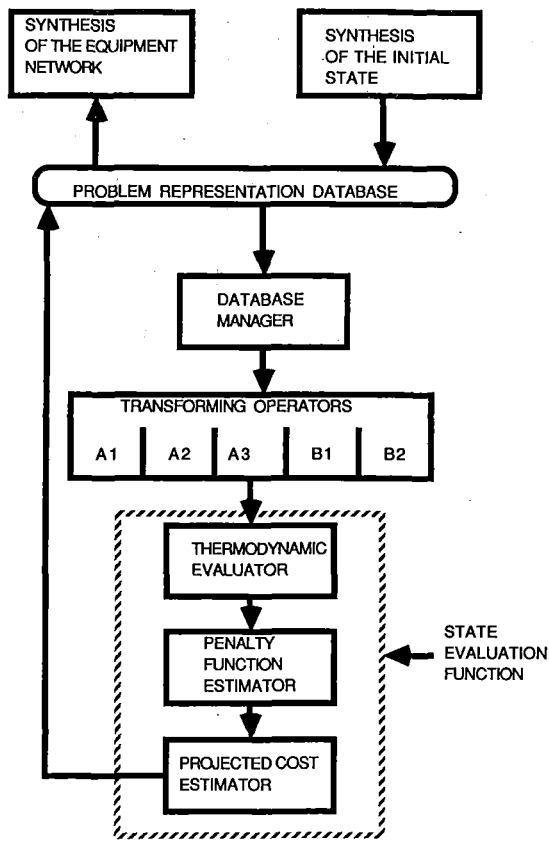 SYNTHESIS
OF THE EQUIPMENT
NETWORK
SYNTHESIS
OF THE INITIAL
STATE
PROBLEM REPRESENTATION DATABASE
DATABASE
MANAGER
TRANSFORMING OPERATORS
A1 A2 A3 B1 B2
THERMODYNAMIC
EVALUATOR
PENALTY
FUNCTION
ESTIMATOR
STATE
EVALUATION
FUNCTION
PROJECTED COST
ESTIMATOR